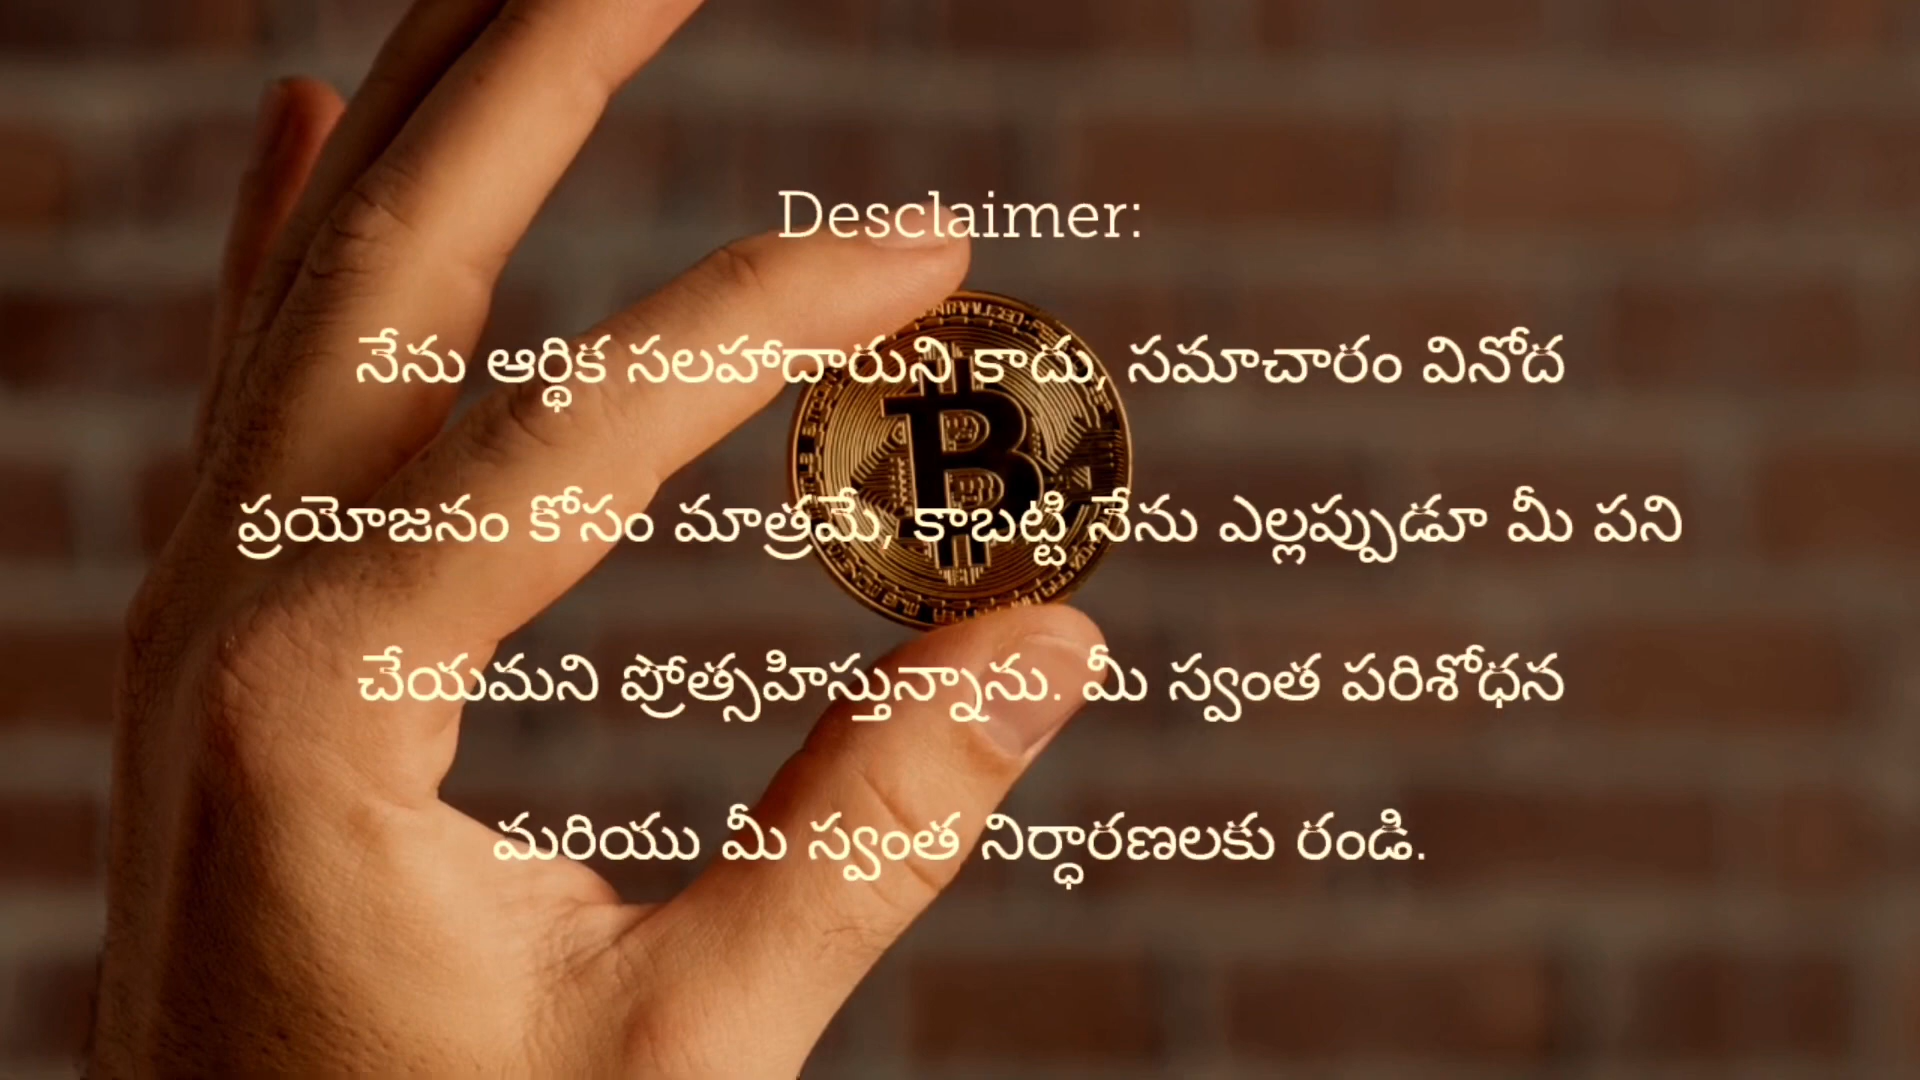 Desclaimer:
నేను ఆర్థిక సలహాదారుని కాదు, సమాచారం వినోద
ప్రయోజనం కోసం మాత్రమే, కాబట్టి నేను ఎల్లప్పుడూ మీ పని
చేయమని ప్రోత్సహిస్తున్నాను. మీ స్వంత పరిశోధన
మరియు మీ స్వంత నిర్ధారణలకు రండి.